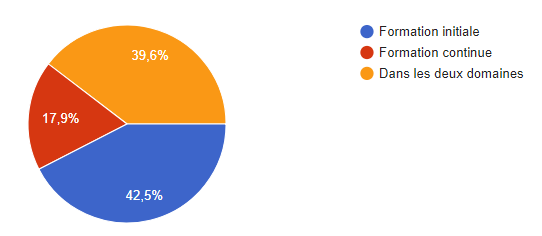 Formation initiale
Formation continue
Dans les deux domaines
39,6%
17,9%
42,5%